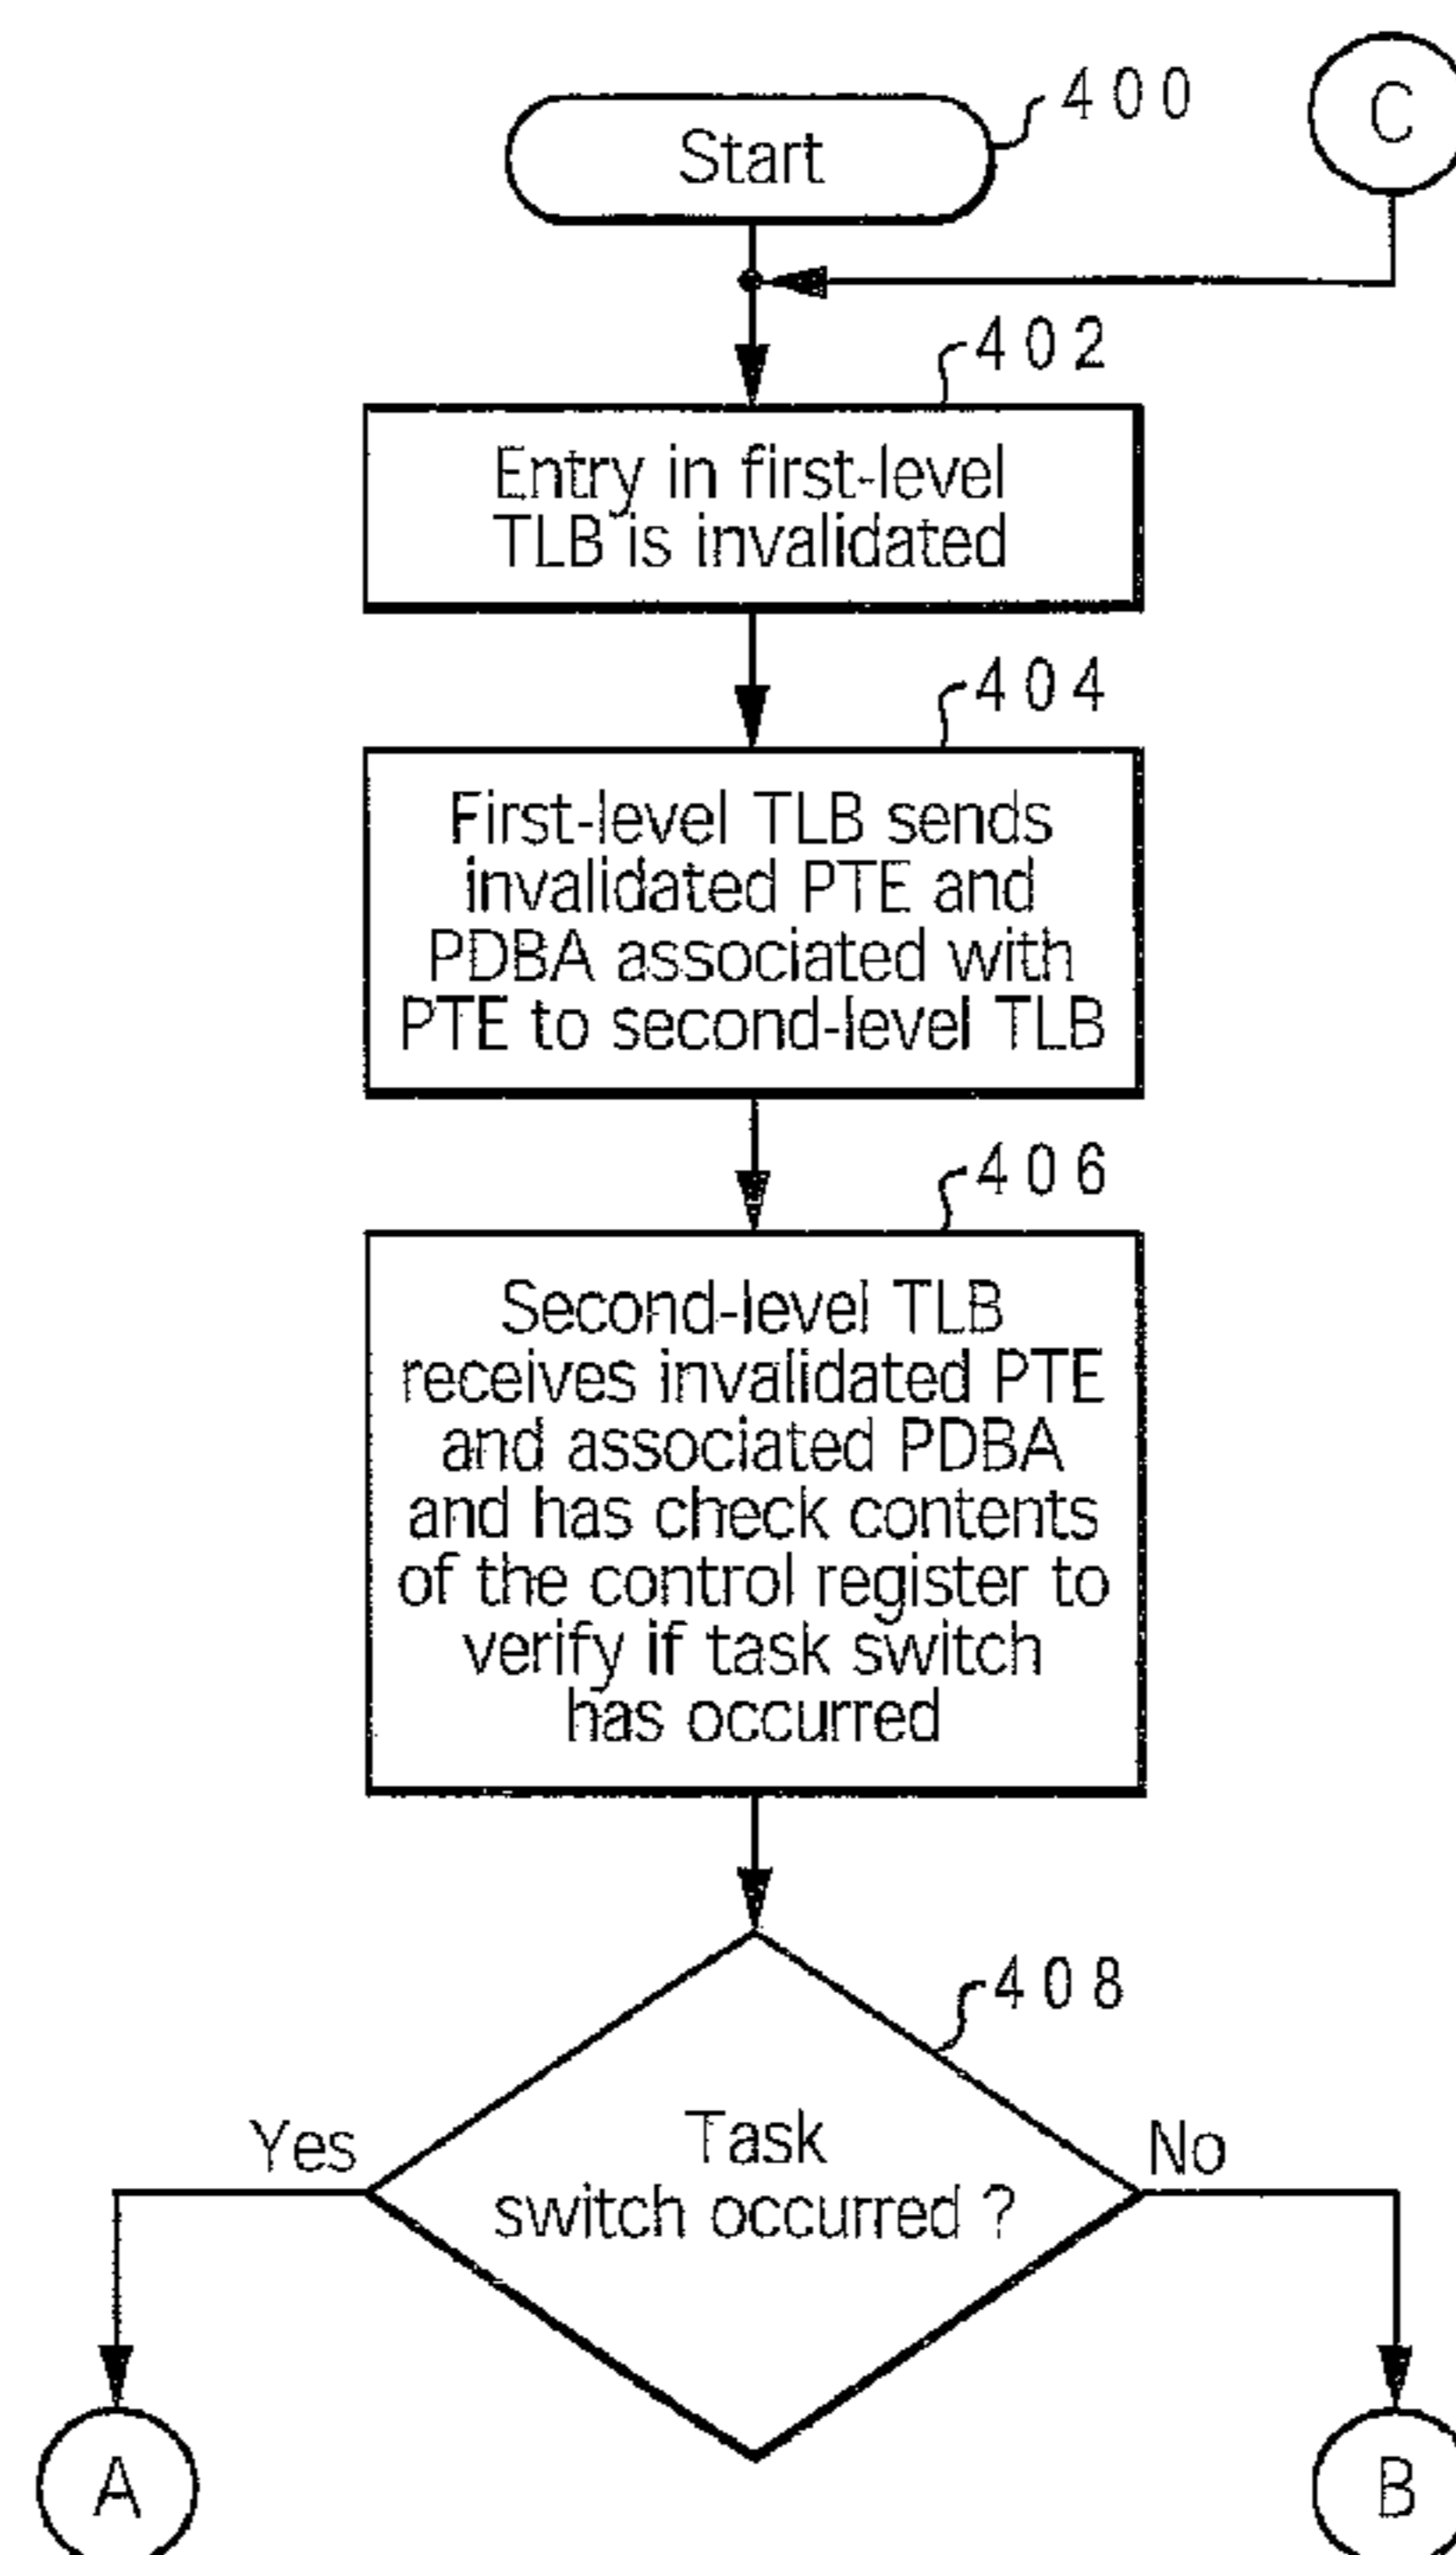 400
C
Start
402
Entry in first-level
TLB is invalidated
404
First-level TLB sends
invalidated PTE and
PDBA associated with
PTE to second-level TLB
406
Second-level TLB
receives invalidated PTE
and associated PDBA
and has check contents
of the control register to
verify if task switch
has occurred
408
Yes
Task
switch occurred ?
No
A
B